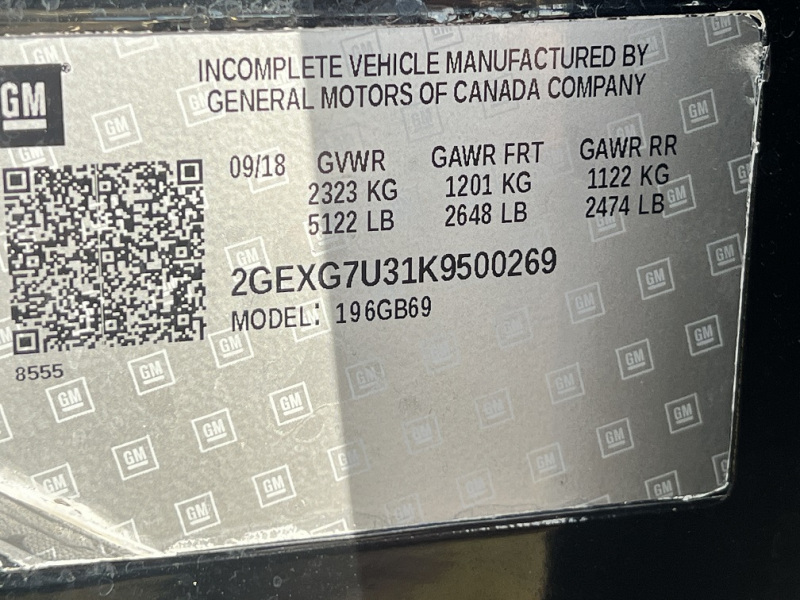 GM
INCOMPLETE VEHICLE MANUFACTURED BY
GENERAL MOTORS OF CANADA COMPANY
09/18 GVWR GAWR FRT GAWR RR
2323 KG 1201 KG 1122 KG
5122 LB 2648 LB 2474 LB
2GEXG7U31K9500269
MODEL: 196GB69
8555